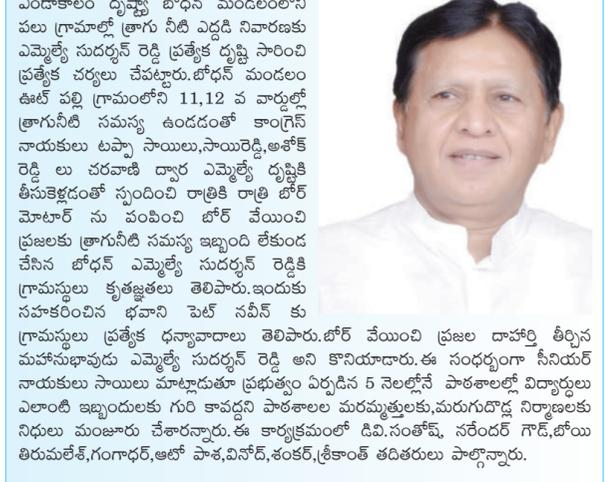 ఎండాకాలం దృష్ట్యా బోధన్ మండలంలోని
పలు గ్రామాల్లో త్రాగు నీటి ఎద్దడి నివారణకు
ఎమ్మెల్యే సుదర్శన్ రెడ్డి ప్రత్యేక దృష్టి సారించి
ప్రత్యేక చర్యలు చేపట్టారు.బోధన్ మండలం
ఊట్ పల్లి గ్రామంలోని 11,12 వ వార్డుల్లో
త్రాగునీటి సమస్య ఉండడంతో కాంగ్రెస్
నాయకులు టప్పా సాయిలు,సాయిరెడ్డి,అశోక్
రెడ్డి లు చరవాణి ద్వార ఎమ్మెల్యే దృష్టికి
తీసుకెళ్లడంతో స్పందించి రాత్రికి రాత్రి బోర్
మోటార్ ను పంపించి బోర్ వేయించి
ప్రజలకు త్రాగునీటి సమస్య ఇబ్బంది లేకుండ
చేసిన బోధన్ ఎమ్మెల్యే సుదర్శన్ రెడ్డికి
గ్రామస్థులు కృతజ్ఞతలు తెలిపారు.ఇందుకు
సహకరించిన భవాని పెట్ నవీన్ కు
గ్రామస్థులు ప్రత్యేక ధన్యావాదాలు తెలిపారు.బోర్ వేయించి ప్రజల దాహార్తి తీర్చిన
మహానుభావుడు ఎమ్మెల్యే సుదర్శన్ రెడ్డి అని కొనియాడారు.ఈ సంధర్భంగా సీనియర్
నాయకులు సాయిలు మాట్లాడుతూ ప్రభుత్వం ఏర్పడిన 5 నెలల్లోనే పాఠశాలల్లో విద్యార్థులు
ఎలాంటి ఇబ్బందులకు గురి కావద్దని పాఠశాలల మరమ్మత్తులకు,మరుగుదొడ్ల నిర్మాణలకు
నిధులు మంజూరు చేశారన్నారు.ఈ కార్యక్రమంలో డివి.సంతోష్, నరేందర్ గౌడ్,బోయి
తిరుమలేశ్,గంగాధర్,ఆటో పాశ,వినోద్,శంకర్,శ్రీకాంత్ తదితరులు పాల్గొన్నారు.